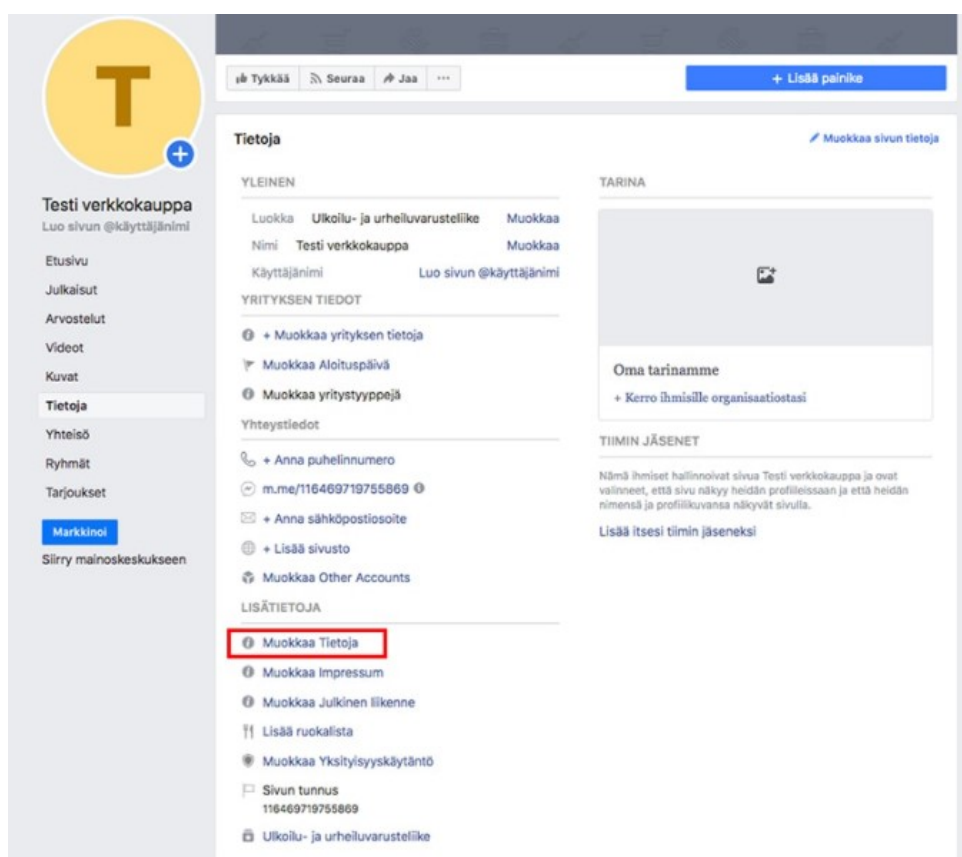 T
Testi verkkokauppa
Luo sivun @käyttäjänimi
Etusivu
Julkaisut
Arvostelut
Videot
Kuvat
Tietoja
Yhteisö
Ryhmät
Tarjoukset
Markkinoi
Siirry mainoskeskukseen
Tykkää Seuraa Jaa ...
+ Lisää painike
Tietoja
Muokkaa sivun tietoja
YLEINEN
Luokka Ulkoilu- ja urheiluvarusteliike Muokkaa
Nimi Testi verkkokauppa Muokkaa
Käyttäjänimi Luo sivun @käyttäjänimi
YRITYKSEN TIEDOT
+ Muokkaa yrityksen tietoja
Muokkaa Aloituspäivä
Muokkaa yritystyyppejä
Yhteystiedot
+ Anna puhelinnumero
m.me/116469719755869
+ Anna sähköpostiosoite
+ Lisää sivusto
Muokkaa Other Accounts
LISÄTIETOJA
Muokkaa Tietoja
Muokkaa Impressum
Muokkaa Julkinen liikenne
Lisää ruokalista
Muokkaa Yksityisyyskäytäntö
Sivun tunnus
116469719755869
Ulkoilu- ja urheiluvarusteliike
TARINA
Oma tarinamme
+ Kerro ihmisille organisaatiostasi
TIIMIN JÄSENET
Nämä ihmiset hallinnoivat sivua Testi verkkokauppa ja ovat
valinneet, että sivu näkyy heidän profiileissaan ja että heidän
nimensä ja profiilikuvansa näkyvät sivulla.
Lisää itsesi tiimin jäseneksi